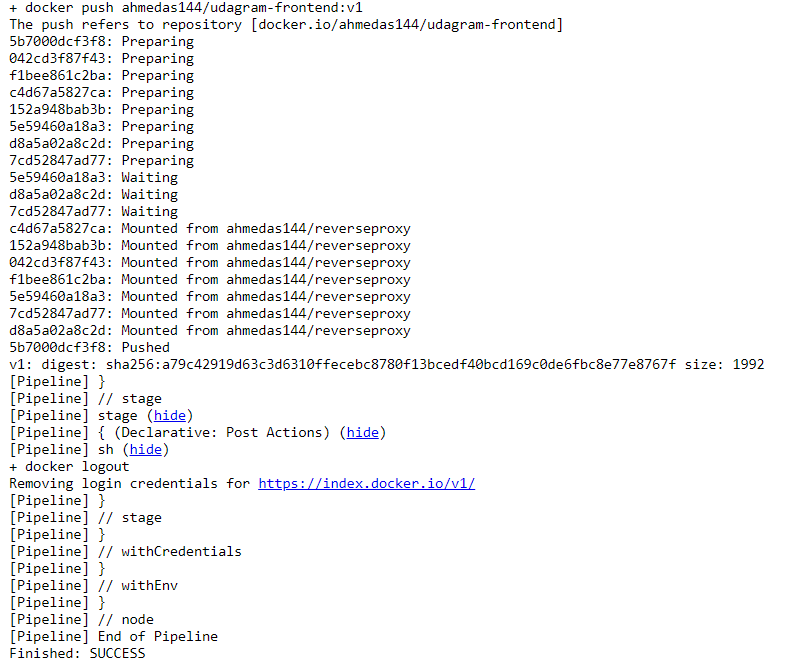 + docker push ahmedas144/udagram-frontend:v1
The push refers to repository [docker.io/ahmedas144/udagram-frontend]
5b7000dcf3f8: Preparing
042cd3f87f43: Preparing
f1bee861c2ba: Preparing
c4d67a5827ca: Preparing
152a948bab3b: Preparing
5e59460a18a3: Preparing
d8a5a02a8c2d: Preparing
7cd52847ad77: Preparing
5e59460a18a3: Waiting
d8a5a02a8c2d: Waiting
7cd52847ad77: Waiting
c4d67a5827ca: Mounted from ahmedas144/reverseproxy
152a948bab3b: Mounted from ahmedas144/reverseproxy
042cd3f87f43: Mounted from ahmedas144/reverseproxy
f1bee861c2ba: Mounted from ahmedas144/reverseproxy
5e59460a18a3: Mounted from ahmedas144/reverseproxy
7cd52847ad77: Mounted from ahmedas144/reverseproxy
d8a5a02a8c2d: Mounted from ahmedas144/reverseproxy
5b7000dcf3f8: Pushed
v1: digest: sha256:a79c42919d63c3d6310ffecebc8780f13bcedf40bcd169c0de6fbc8e77e8767f size: 1992
[Pipeline] }
[Pipeline] // stage
[Pipeline] stage (hide)
[Pipeline] { (Declarative: Post Actions) (hide)
[Pipeline] sh (hide)
+ docker logout
Removing login credentials for https://index.docker.io/v1/
[Pipeline] }
[Pipeline] // stage
[Pipeline] }
[Pipeline] // withCredentials
[Pipeline] }
[Pipeline] // withEnv
[Pipeline] }
[Pipeline] // node
[Pipeline] End of Pipeline
Finished: SUCCESS